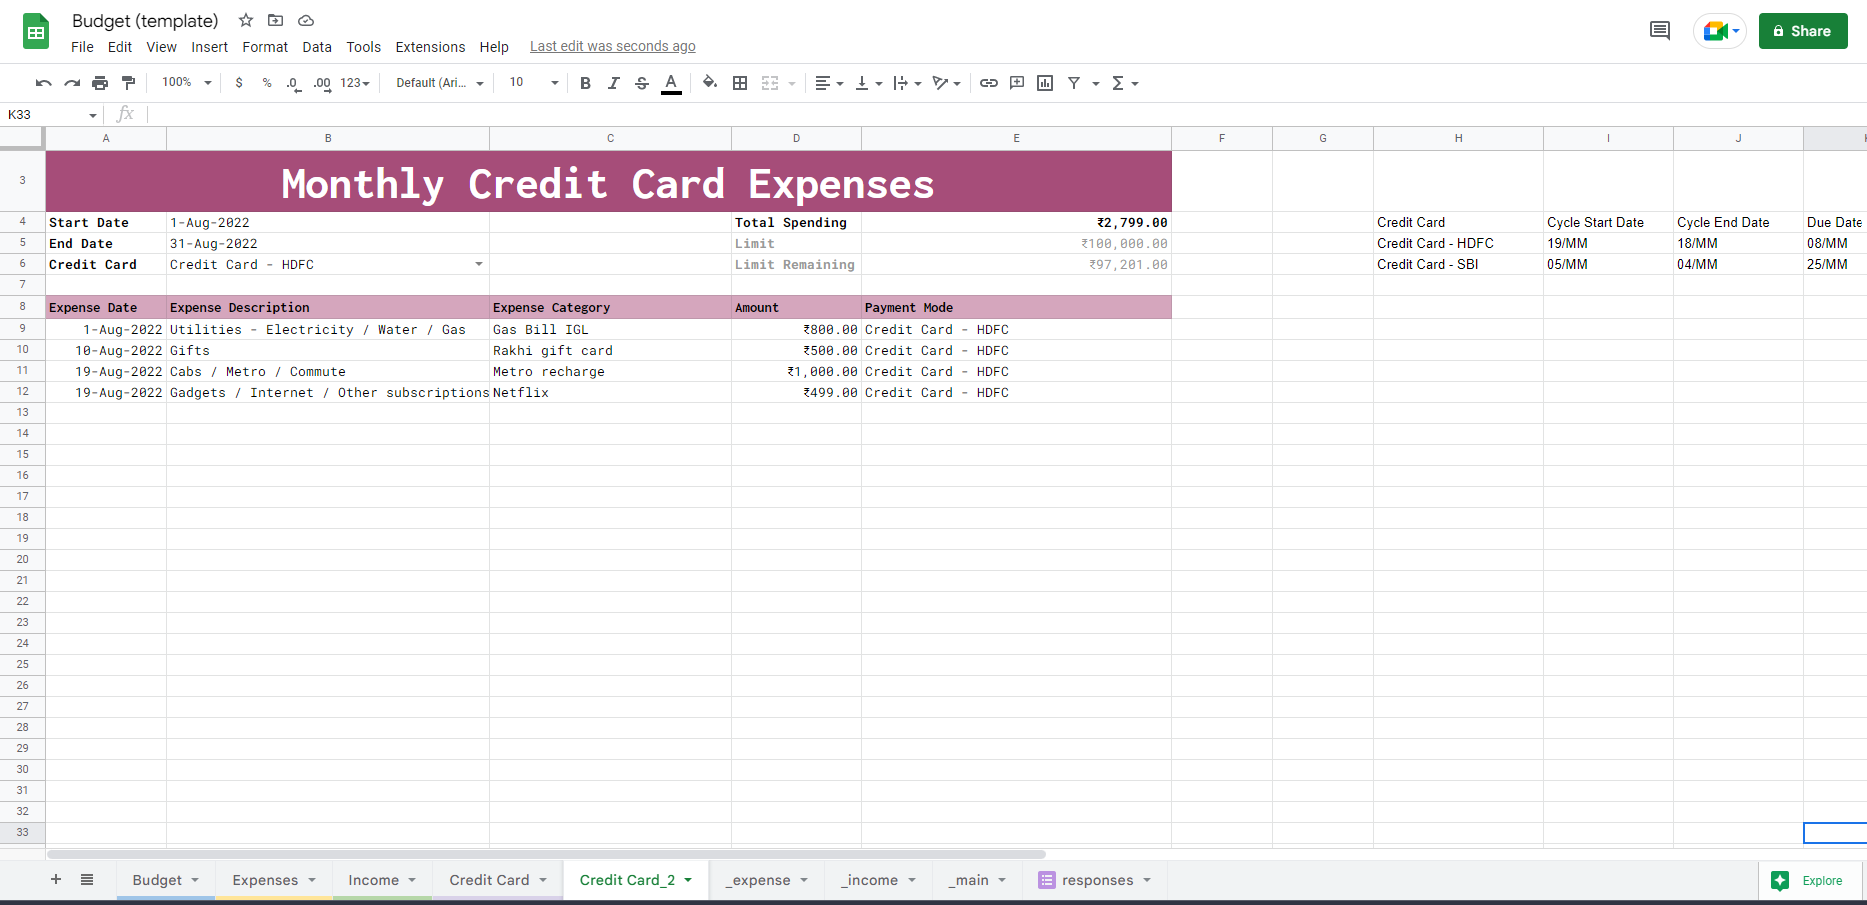 Budget (template)
File Edit View Insert Format Data Tools Extensions Help Last edit was seconds ago
Share
100% $ % .0 .00 123 Default (Ari... 10 B I S A
K33 fx
A B C D E F G H I J
3 Monthly Credit Card Expenses
4 Start Date 1-Aug-2022 Total Spending ₹2,799.00 Credit Card Cycle Start Date Cycle End Date Due Date
5 End Date 31-Aug-2022 Limit ₹100,000.00 Credit Card - HDFC 19/MM 18/MM 08/MM
6 Credit Card Credit Card - HDFC Limit Remaining ₹97,201.00 Credit Card - SBI 05/MM 04/MM 25/MM
7
8 Expense Date Expense Description Expense Category Amount Payment Mode
9 1-Aug-2022 Utilities - Electricity / Water / Gas Gas Bill IGL ₹800.00 Credit Card - HDFC
10 10-Aug-2022 Gifts Rakhi gift card ₹500.00 Credit Card - HDFC
11 19-Aug-2022 Cabs / Metro / Commute Metro recharge ₹1,000.00 Credit Card - HDFC
12 19-Aug-2022 Gadgets / Internet / Other subscriptions Netflix ₹499.00 Credit Card - HDFC
13
14
15
16
17
18
19
20
21
22
23
24
25
26
27
28
29
30
31
32
33
Budget Expenses Income Credit Card Credit Card_2 _expense _income _main responses Explore